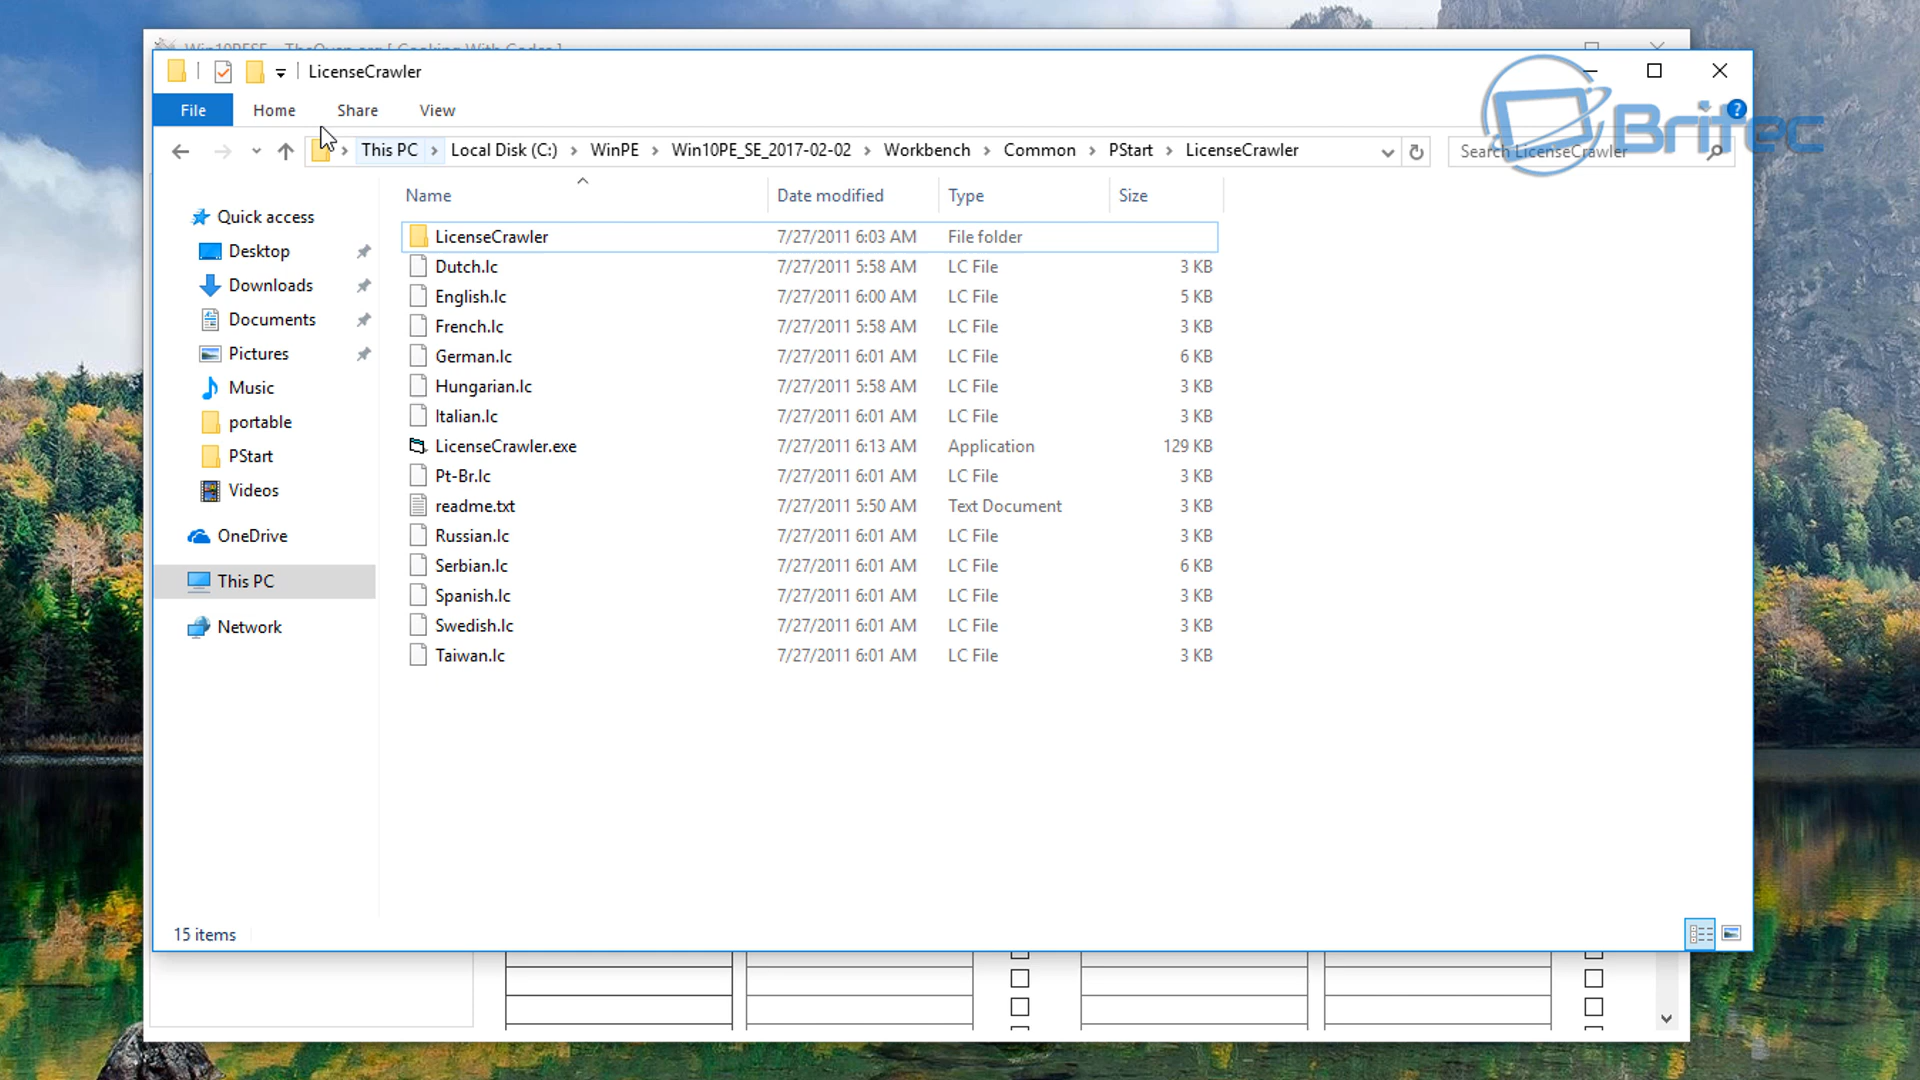 Win10PESE - TheOven.org [ Cooking With Codes ]
LicenseCrawler
File Home Share View
?
This PC Local Disk (C:) WinPE Win10PE_SE_2017-02-02 Workbench Common PStart LicenseCrawler
Search LicenseCrawler
Britec
Name Date modified Type Size
Quick access
Desktop
Downloads
Documents
Pictures
Music
portable
PStart
Videos
OneDrive
This PC
Network
LicenseCrawler 7/27/2011 6:03 AM File folder
Dutch.lc 7/27/2011 5:58 AM LC File 3 KB
English.lc 7/27/2011 6:00 AM LC File 5 KB
French.lc 7/27/2011 5:58 AM LC File 3 KB
German.lc 7/27/2011 6:01 AM LC File 6 KB
Hungarian.lc 7/27/2011 5:58 AM LC File 3 KB
Italian.lc 7/27/2011 6:01 AM LC File 3 KB
LicenseCrawler.exe 7/27/2011 6:13 AM Application 129 KB
Pt-Br.lc 7/27/2011 6:01 AM LC File 3 KB
readme.txt 7/27/2011 5:50 AM Text Document 3 KB
Russian.lc 7/27/2011 6:01 AM LC File 3 KB
Serbian.lc 7/27/2011 6:01 AM LC File 6 KB
Spanish.lc 7/27/2011 6:01 AM LC File 3 KB
Swedish.lc 7/27/2011 6:01 AM LC File 3 KB
Taiwan.lc 7/27/2011 6:01 AM LC File 3 KB
15 items